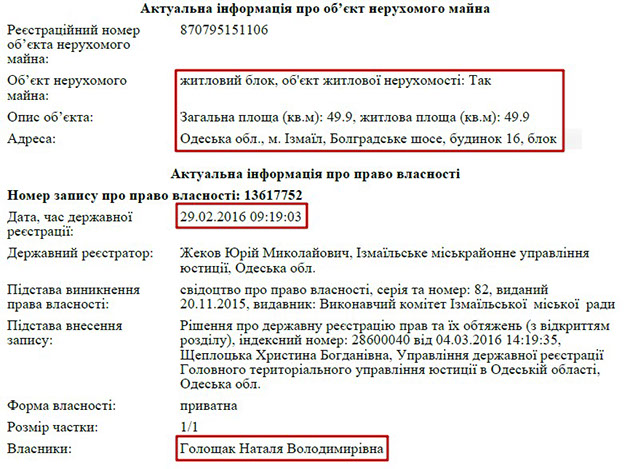 Актуальна інформація про об’єкт нерухомого майна
Реєстраційний номер об’єкта нерухомого майна: 870795151106
Об’єкт нерухомого майна: житловий блок, об'єкт житлової нерухомості: Так
Опис об’єкта: Загальна площа (кв.м): 49.9, житлова площа (кв.м): 49.9
Адреса: Одеська обл., м. Ізмаїл, Болградське шосе, будинок 16, блок
Актуальна інформація про право власності
Номер запису про право власності: 13617752
Дата, час державної реєстрації: 29.02.2016 09:19:03
Державний реєстратор: Жеков Юрій Миколайович, Ізмаїльське міськрайонне управління
юстиції, Одеська обл.
Підстава виникнення права власності: свідоцтво про право власності, серія та номер: 82, виданий
20.11.2015, видавник: Виконавчий комітет Ізмаїльської міської ради
Підстава внесення запису: Рішення про державну реєстрацію прав та їх обтяжень (з відкриттям
розділу), індексний номер: 28600040 від 04.03.2016 14:19:35,
Щеплоцька Христина Богданівна, Управління державної реєстрації
Головного територіального управління юстиції в Одеській області,
Одеська обл.
Форма власності: приватна
Розмір частки: 1/1
Власники: Голощак Наталя Володимирівна